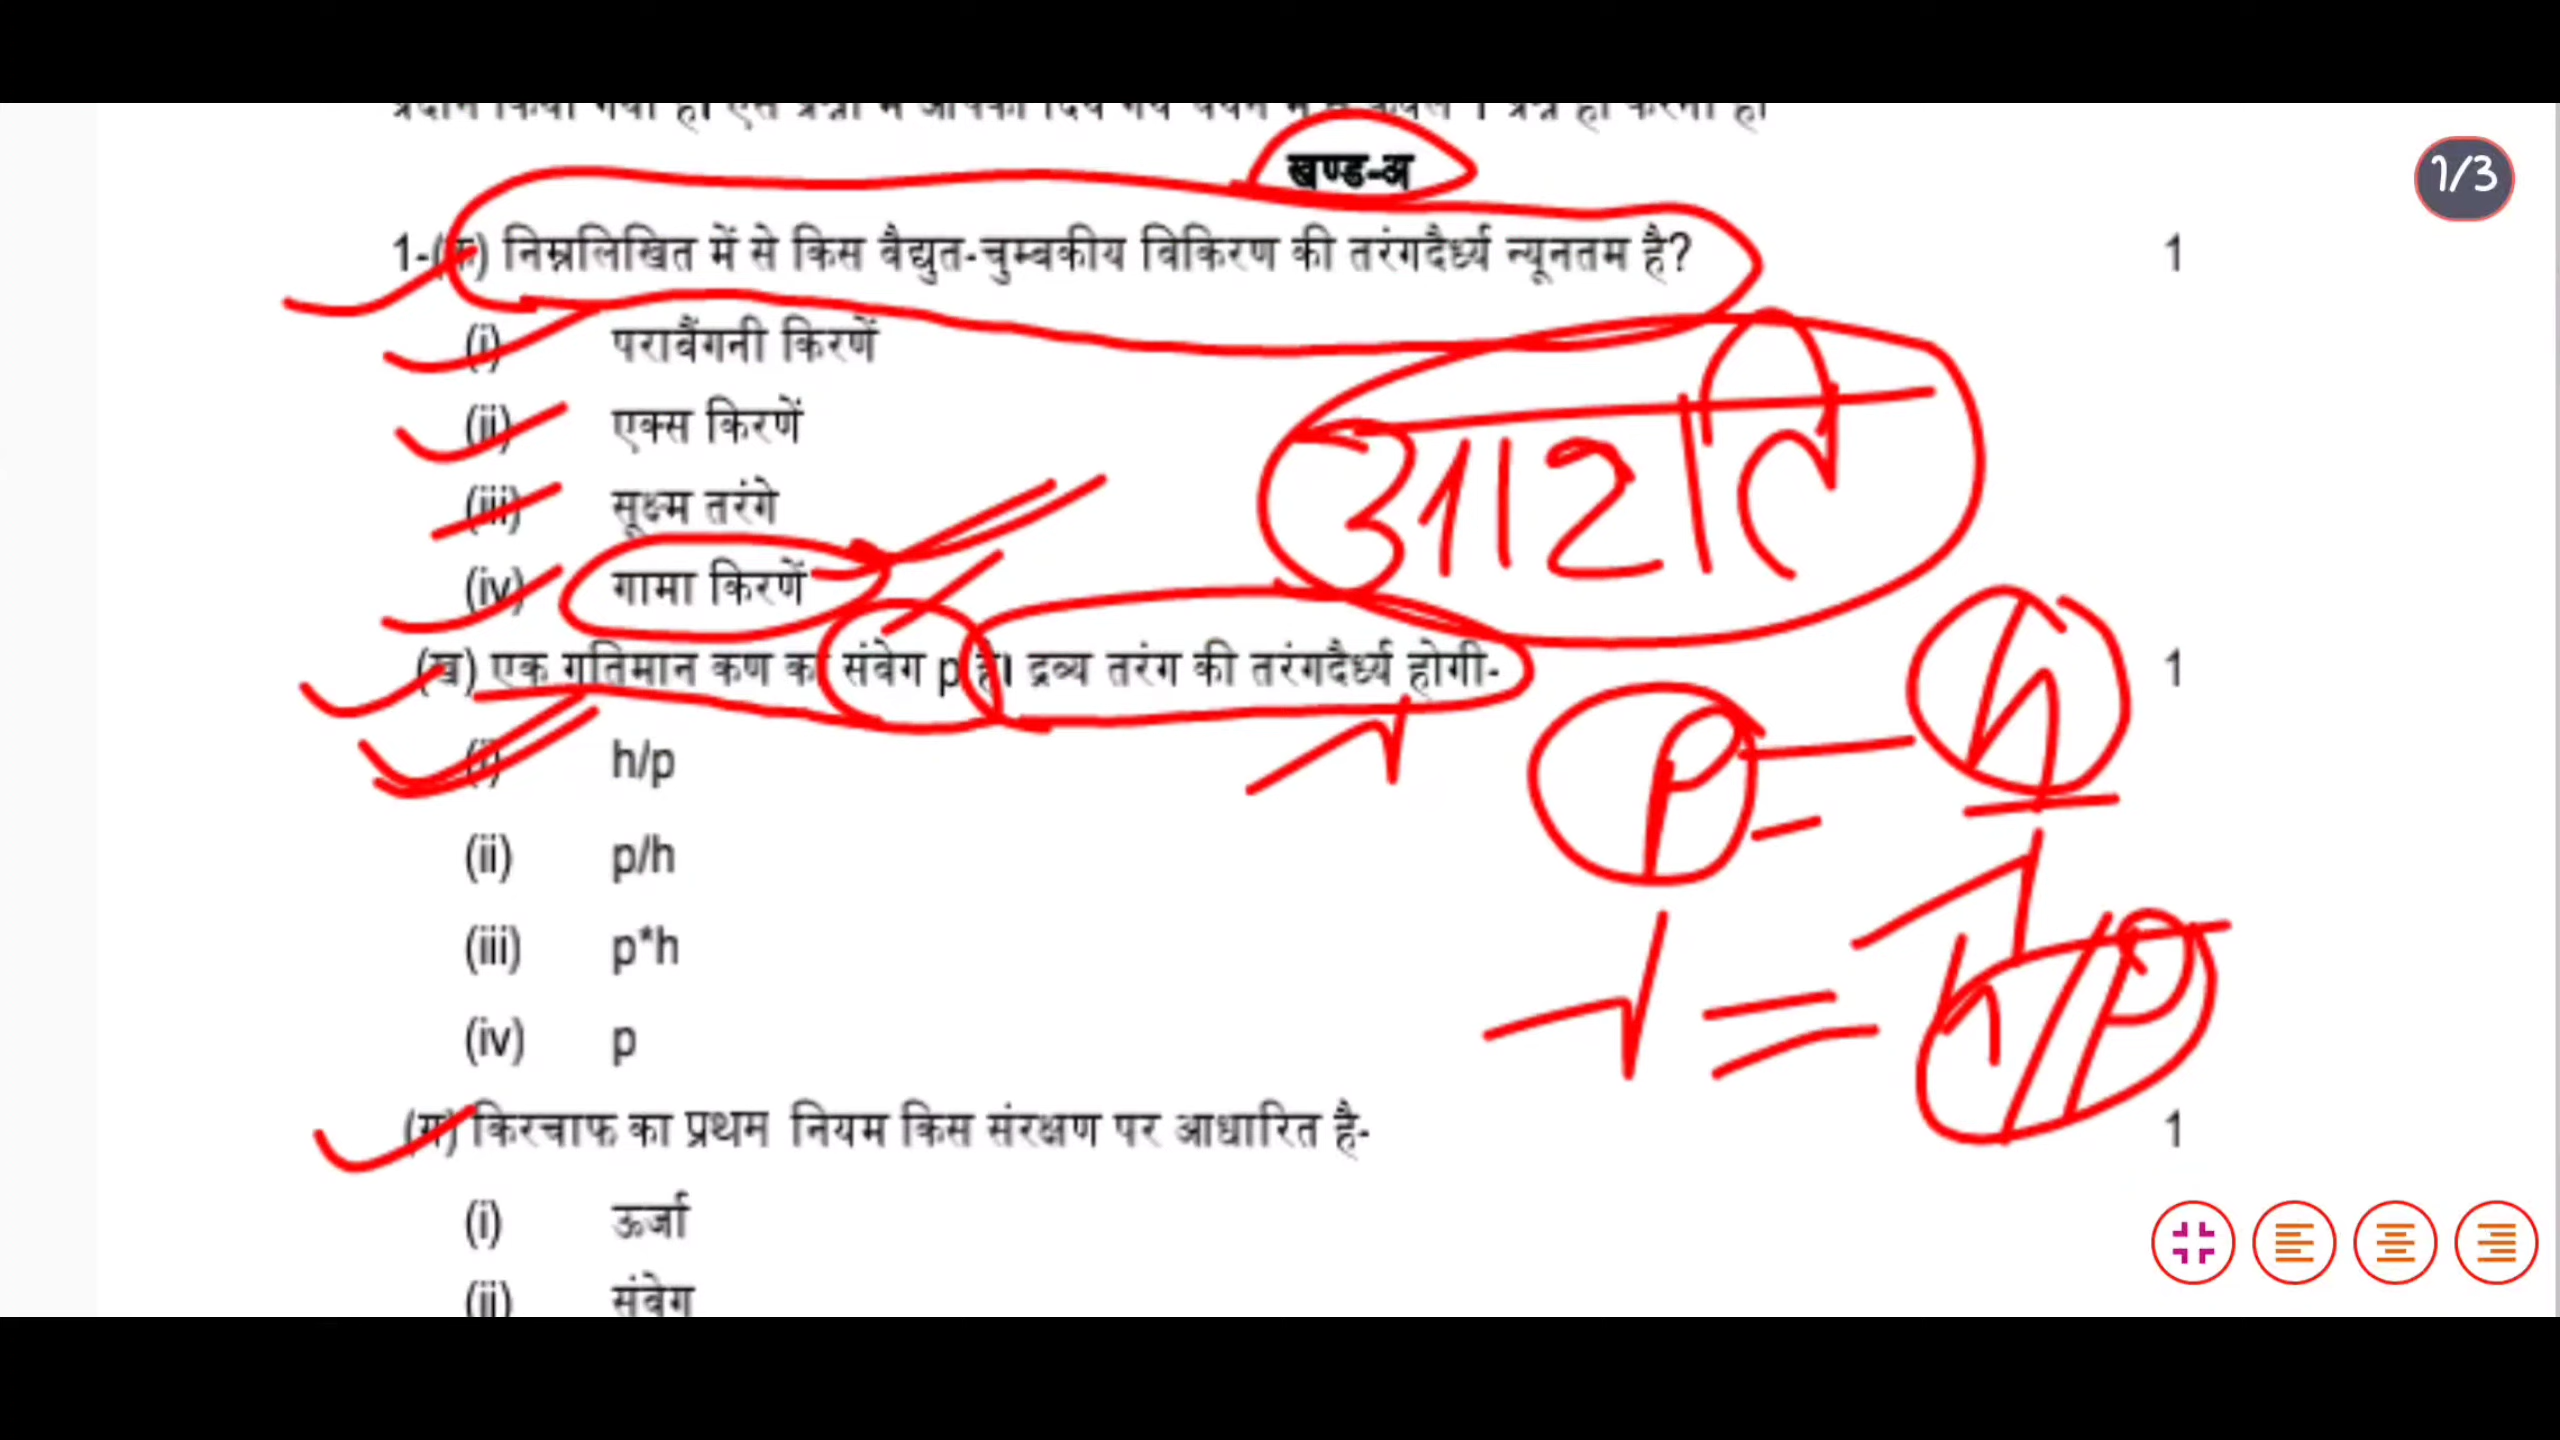 खण्ड-अ
1/3
1-(क) निम्नलिखित में से किस वैद्युत-चुम्बकीय विकिरण की तरंगदैर्ध्य न्यूनतम है? 1
(i) पराबैंगनी किरणें
(ii) एक्स किरणें
(iii) सूक्ष्म तरंगे
(iv) गामा किरणें
(ख) एक गतिमान कण का संवेग p है। द्रव्य तरंग की तरंगदैर्ध्य होगी- 1
(i) h/p
(ii) p/h
(iii) p*h
(iv) p
P = h
λ
λ = h/p
(ग) किरचाफ का प्रथम नियम किस संरक्षण पर आधारित है- 1
(i) ऊर्जा
(ii) संवेग